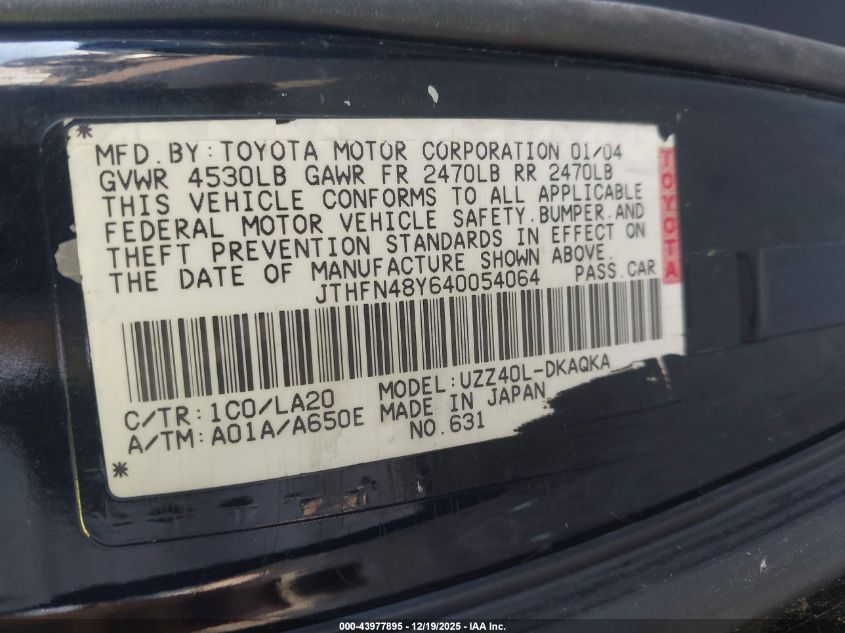 MFD.BY:TOYOTA MOTOR CORPORATION 01/04
GVWR 4530LB GAWR FR 2470LB RR 2470LB
THIS VEHICLE CONFORMS TO ALL APPLICABLE
FEDERAL MOTOR VEHICLE SAFETY.BUMPER.AND
THEFT PREVENTION STANDARDS IN EFFECT ON
THE DATE OF MANUFACTURE SHOWN ABOVE.
JTHFN48Y640054064 PASS.CAR
TOYOTA
MODEL:UZZ40L-DKAQKA
C/TR:1C0/LA20 MADE IN JAPAN
A/TM:A01A/A650E NO.631
000-43977895 - 12/19/2025 - IAA Inc.